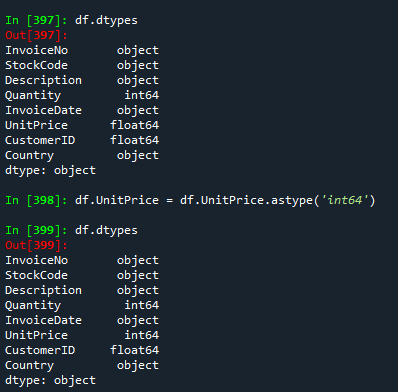 In [397]: df.dtypes
Out[397]:
InvoiceNo       object
StockCode       object
Description     object
Quantity         int64
InvoiceDate     object
UnitPrice      float64
CustomerID     float64
Country         object
dtype: object
In [398]: df.UnitPrice = df.UnitPrice.astype('int64')
In [399]: df.dtypes
Out[399]:
InvoiceNo       object
StockCode       object
Description     object
Quantity         int64
InvoiceDate     object
UnitPrice        int64
CustomerID     float64
Country         object
dtype: object